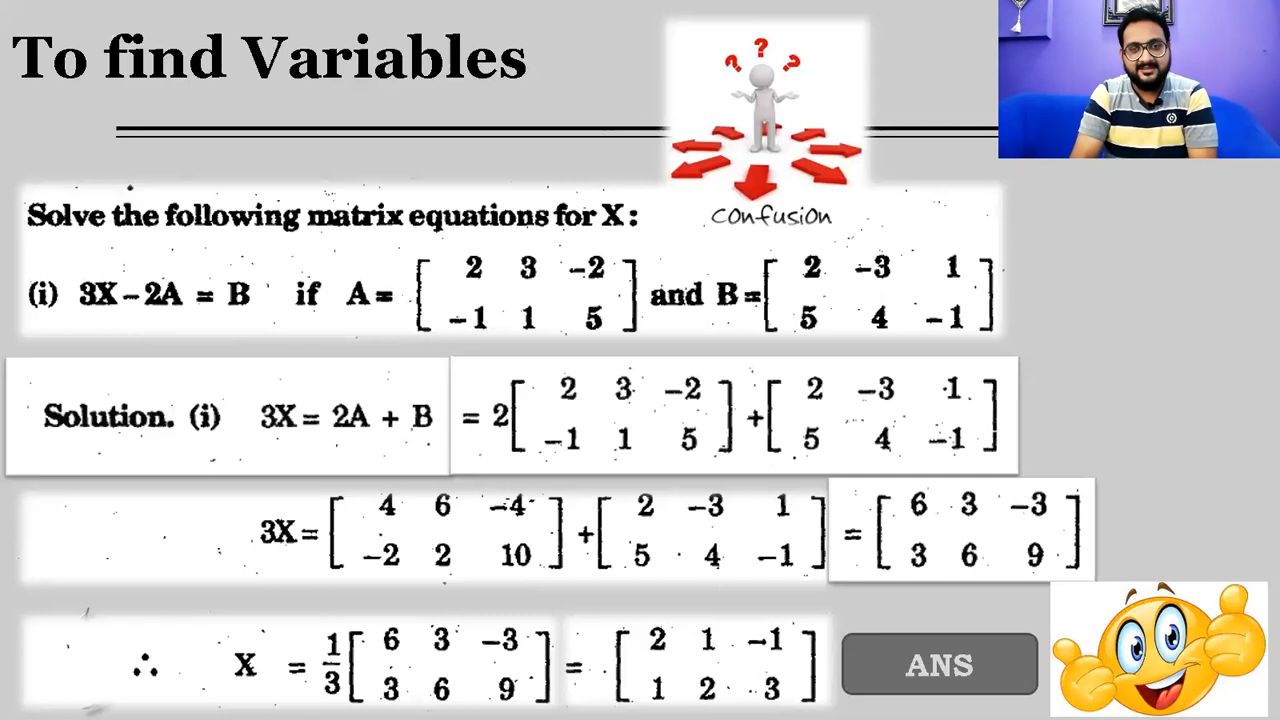 To find Variables
? ? ?
confusion
Solve the following matrix equations for X:
(i) 3X – 2A = B if A = [ 2 3 –2 ] and B = [ 2 –3 1 ]
[ –1 1 5 ] [ 5 4 –1 ]
Solution. (i) 3X = 2A + B = 2 [ 2 3 –2 ] + [ 2 –3 1 ]
[ –1 1 5 ] [ 5 4 –1 ]
3X = [ 4 6 –4 ] + [ 2 –3 1 ] = [ 6 3 –3 ]
[ –2 2 10 ] [ 5 4 –1 ] [ 3 6 9 ]
∴ X = 1/3 [ 6 3 –3 ] = [ 2 1 –1 ] ANS
[ 3 6 9 ] [ 1 2 3 ]